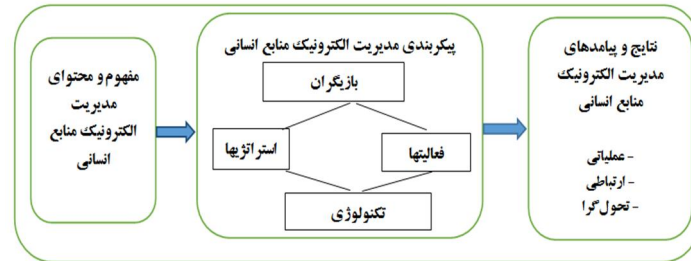 مفهوم و محتوای
مدیریت
الکترونیک منابع
انسانی
پیکربندی مدیریت الکترونیک منابع انسانی
بازیگران
استراتژیها
فعالیتها
تکنولوژی
نتایج و پیامدهای
مدیریت الکترونیک
منابع انسانی
- عملیاتی
- ارتباطی
- تحول‌گرا